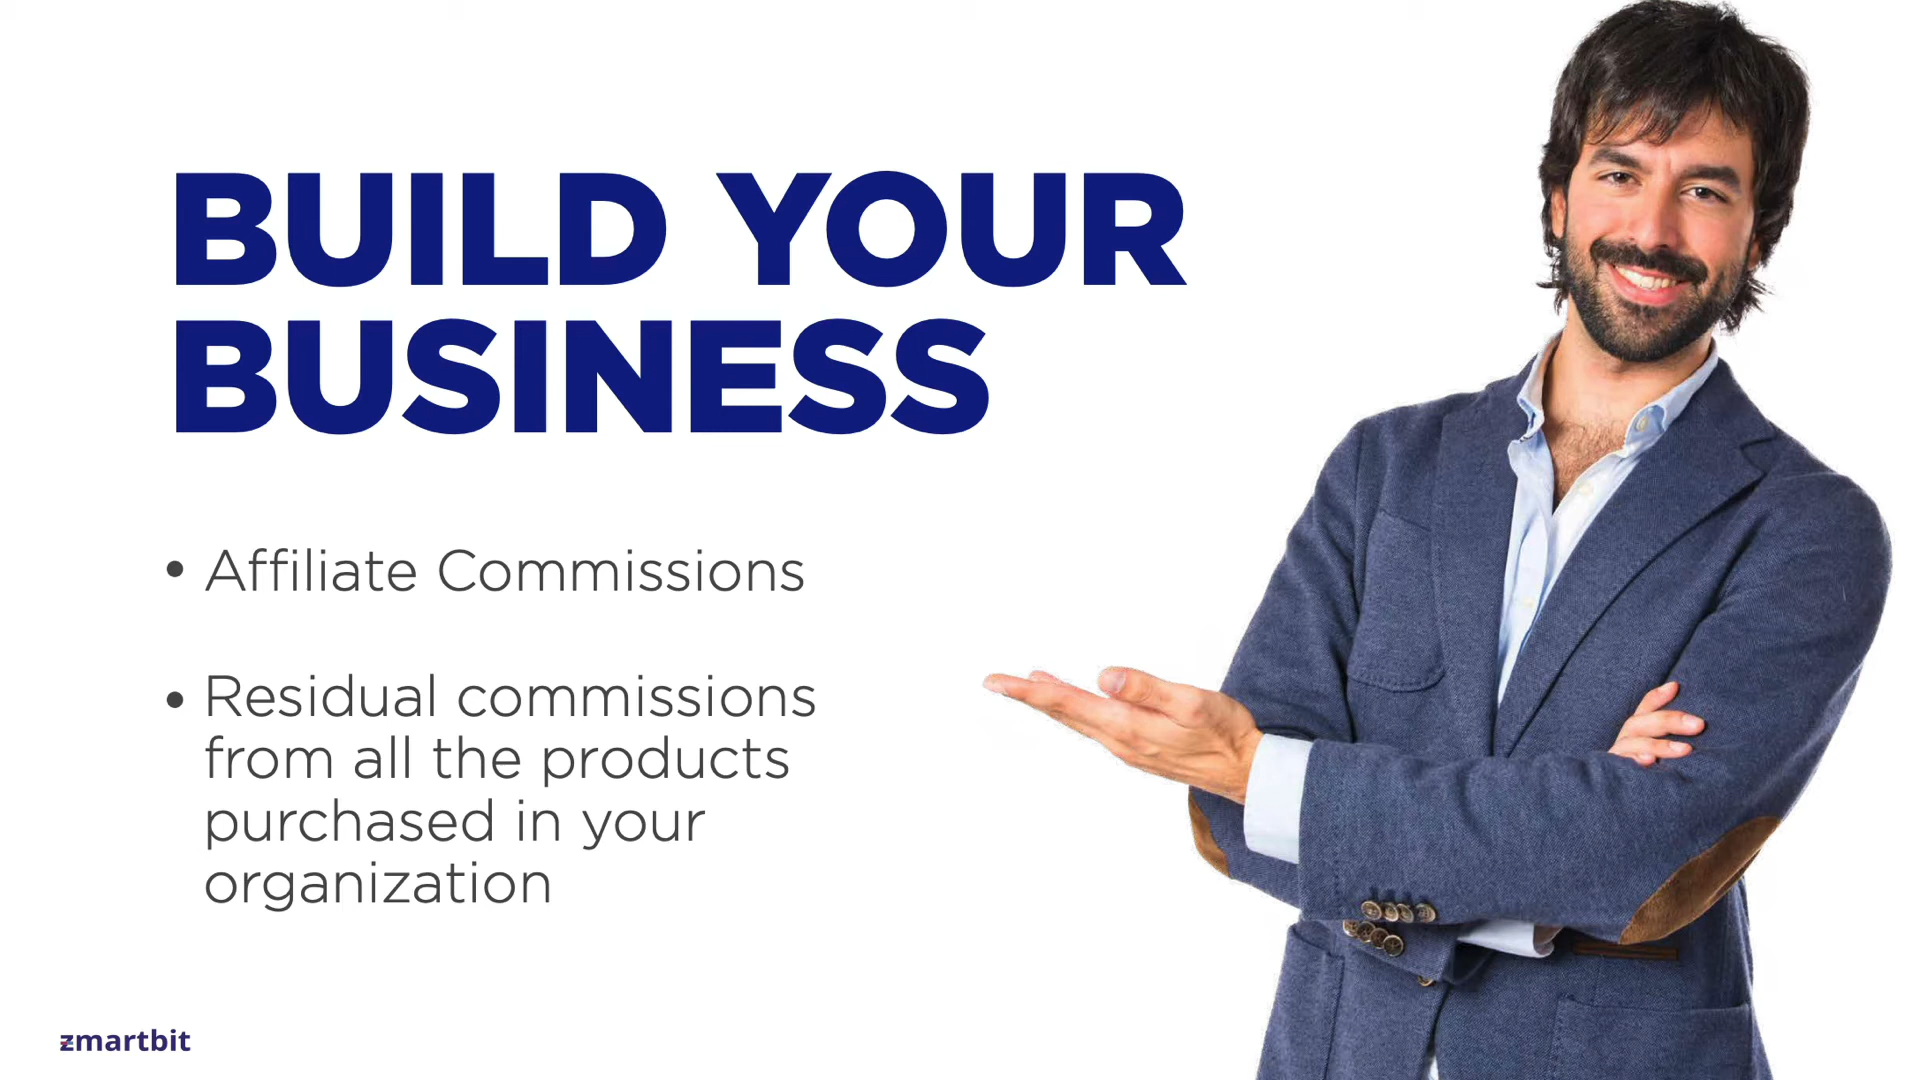 BUILD YOUR
BUSINESS
• Affiliate Commissions
• Residual commissions
from all the products
purchased in your
organization
zmartbit